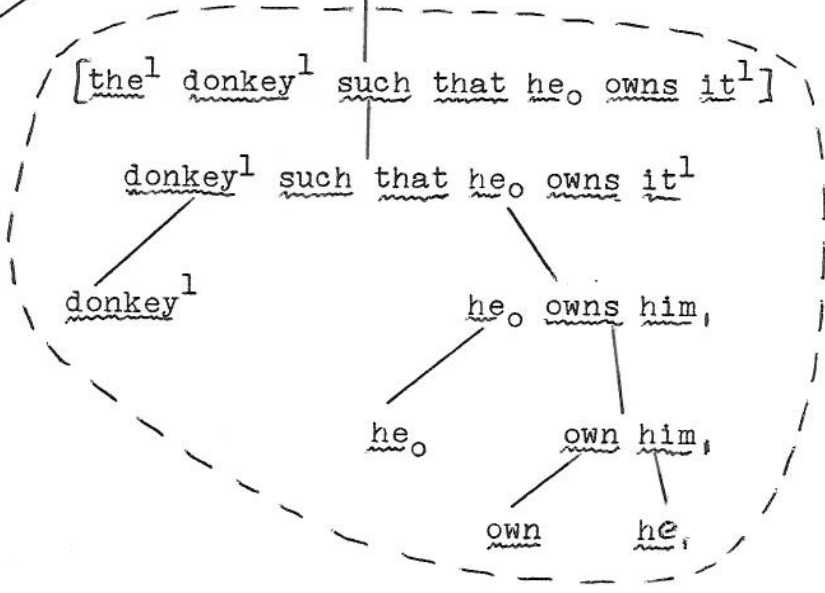 [the¹ donkey¹ such that he₀ owns it¹]
donkey¹ such that he₀ owns it¹
donkey¹ he₀ owns him₁
he₀ own him₁
own he₁